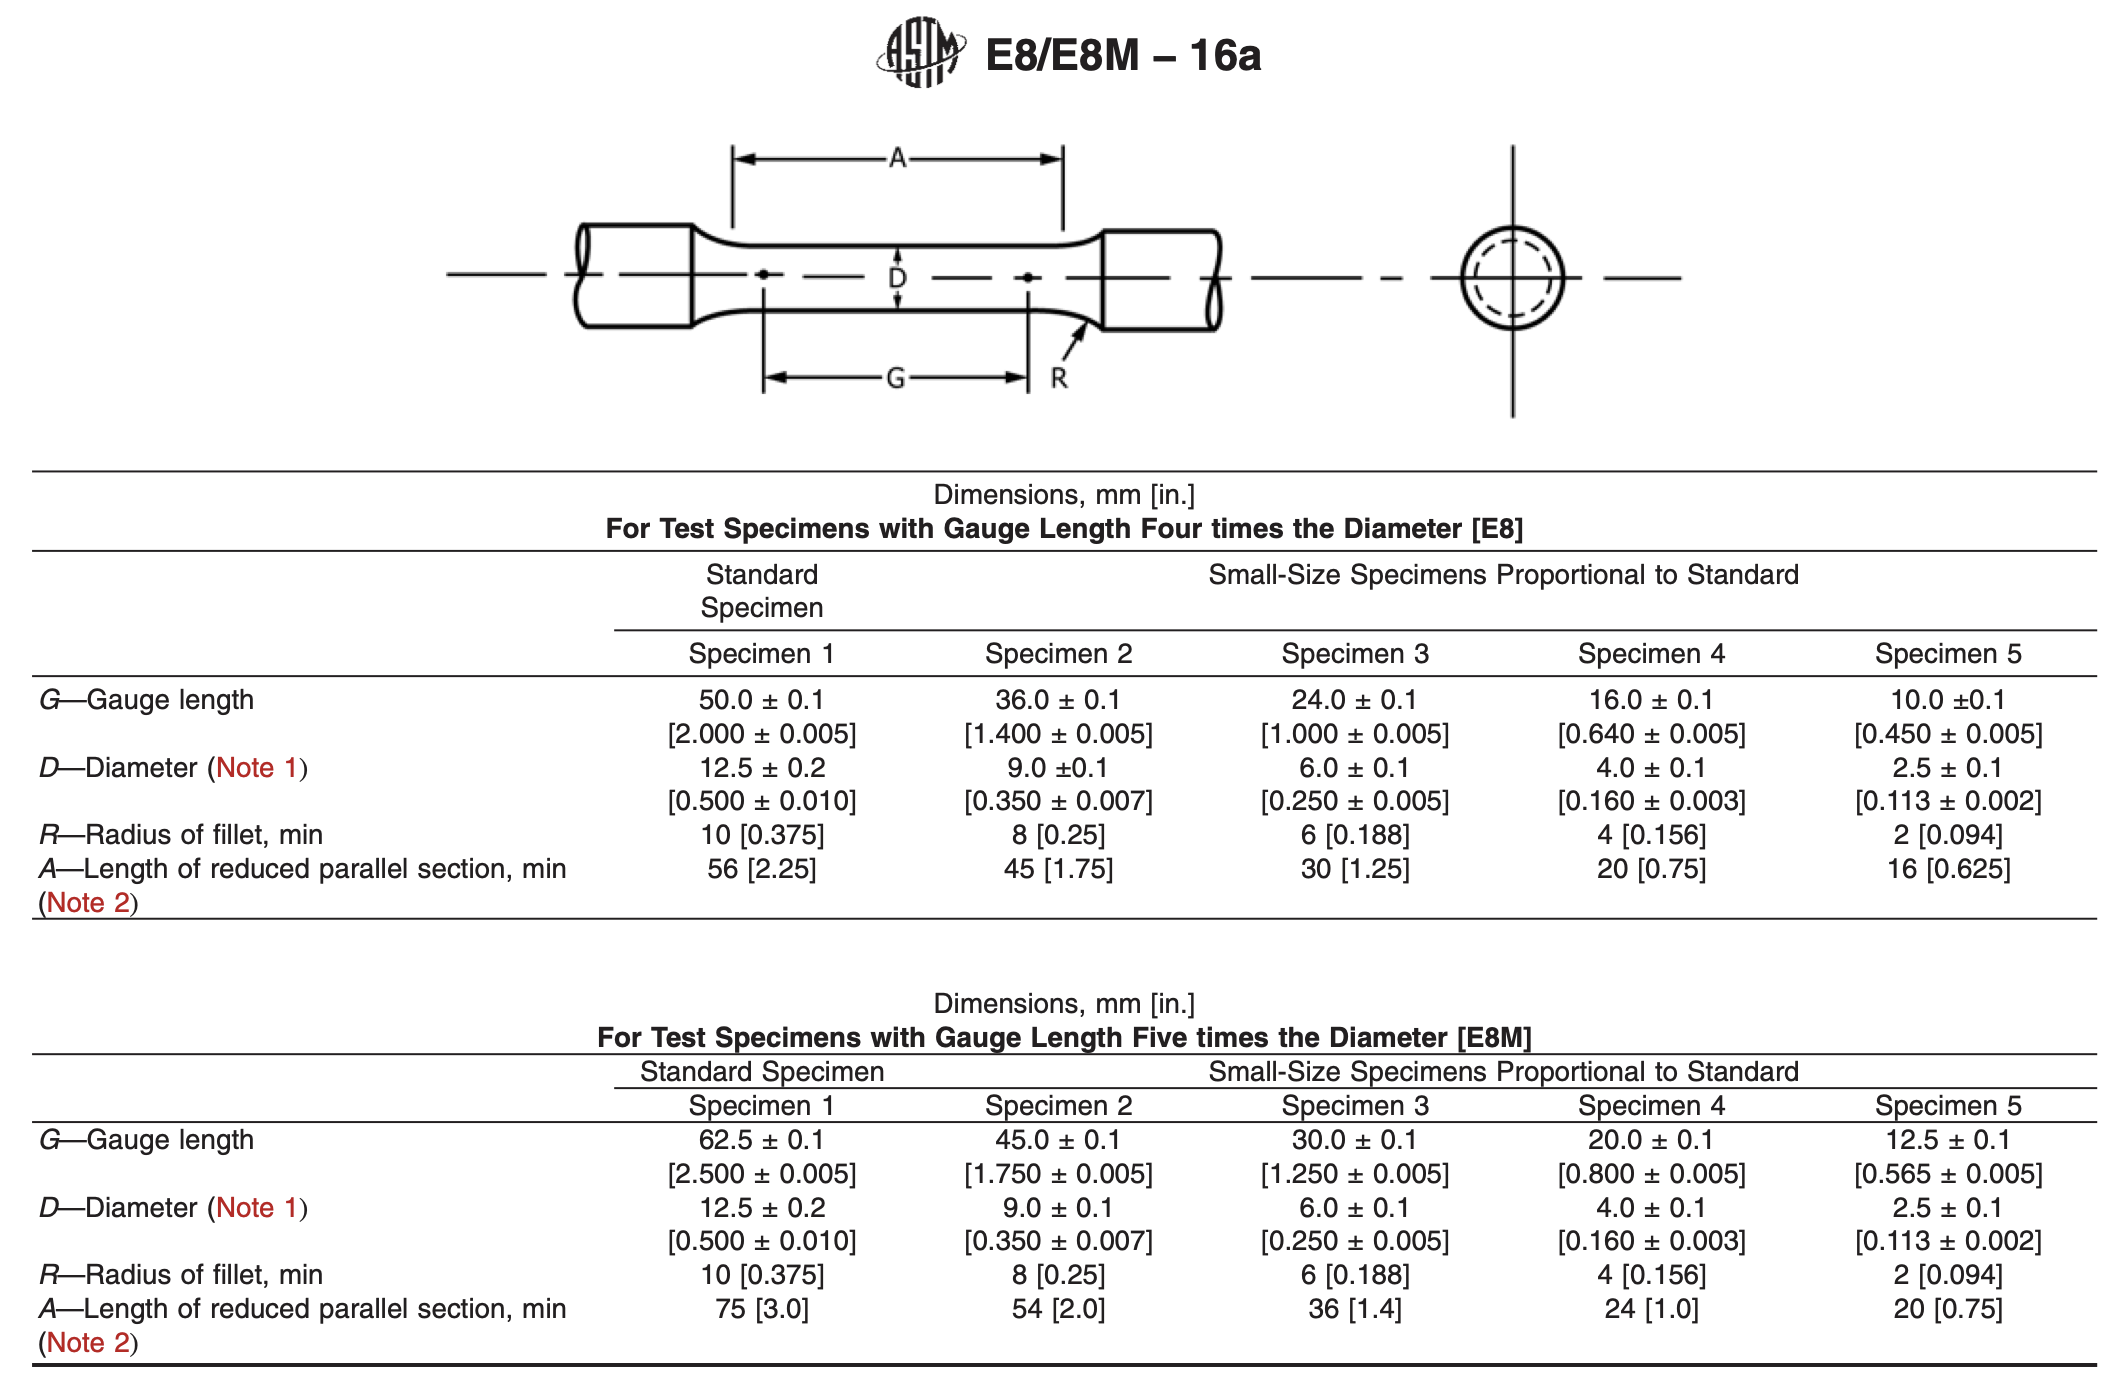 ASTM E8/E8M – 16a
A
D
G
R
Dimensions, mm [in.]
For Test Specimens with Gauge Length Four times the Diameter [E8]
Standard Small-Size Specimens Proportional to Standard
Specimen
Specimen 1 Specimen 2 Specimen 3 Specimen 4 Specimen 5
G—Gauge length 50.0 ± 0.1 36.0 ± 0.1 24.0 ± 0.1 16.0 ± 0.1 10.0 ±0.1
[2.000 ± 0.005] [1.400 ± 0.005] [1.000 ± 0.005] [0.640 ± 0.005] [0.450 ± 0.005]
D—Diameter (Note 1) 12.5 ± 0.2 9.0 ±0.1 6.0 ± 0.1 4.0 ± 0.1 2.5 ± 0.1
[0.500 ± 0.010] [0.350 ± 0.007] [0.250 ± 0.005] [0.160 ± 0.003] [0.113 ± 0.002]
R—Radius of fillet, min 10 [0.375] 8 [0.25] 6 [0.188] 4 [0.156] 2 [0.094]
A—Length of reduced parallel section, min 56 [2.25] 45 [1.75] 30 [1.25] 20 [0.75] 16 [0.625]
(Note 2)
Dimensions, mm [in.]
For Test Specimens with Gauge Length Five times the Diameter [E8M]
Standard Specimen Small-Size Specimens Proportional to Standard
Specimen 1 Specimen 2 Specimen 3 Specimen 4 Specimen 5
G—Gauge length 62.5 ± 0.1 45.0 ± 0.1 30.0 ± 0.1 20.0 ± 0.1 12.5 ± 0.1
[2.500 ± 0.005] [1.750 ± 0.005] [1.250 ± 0.005] [0.800 ± 0.005] [0.565 ± 0.005]
D—Diameter (Note 1) 12.5 ± 0.2 9.0 ± 0.1 6.0 ± 0.1 4.0 ± 0.1 2.5 ± 0.1
[0.500 ± 0.010] [0.350 ± 0.007] [0.250 ± 0.005] [0.160 ± 0.003] [0.113 ± 0.002]
R—Radius of fillet, min 10 [0.375] 8 [0.25] 6 [0.188] 4 [0.156] 2 [0.094]
A—Length of reduced parallel section, min 75 [3.0] 54 [2.0] 36 [1.4] 24 [1.0] 20 [0.75]
(Note 2)